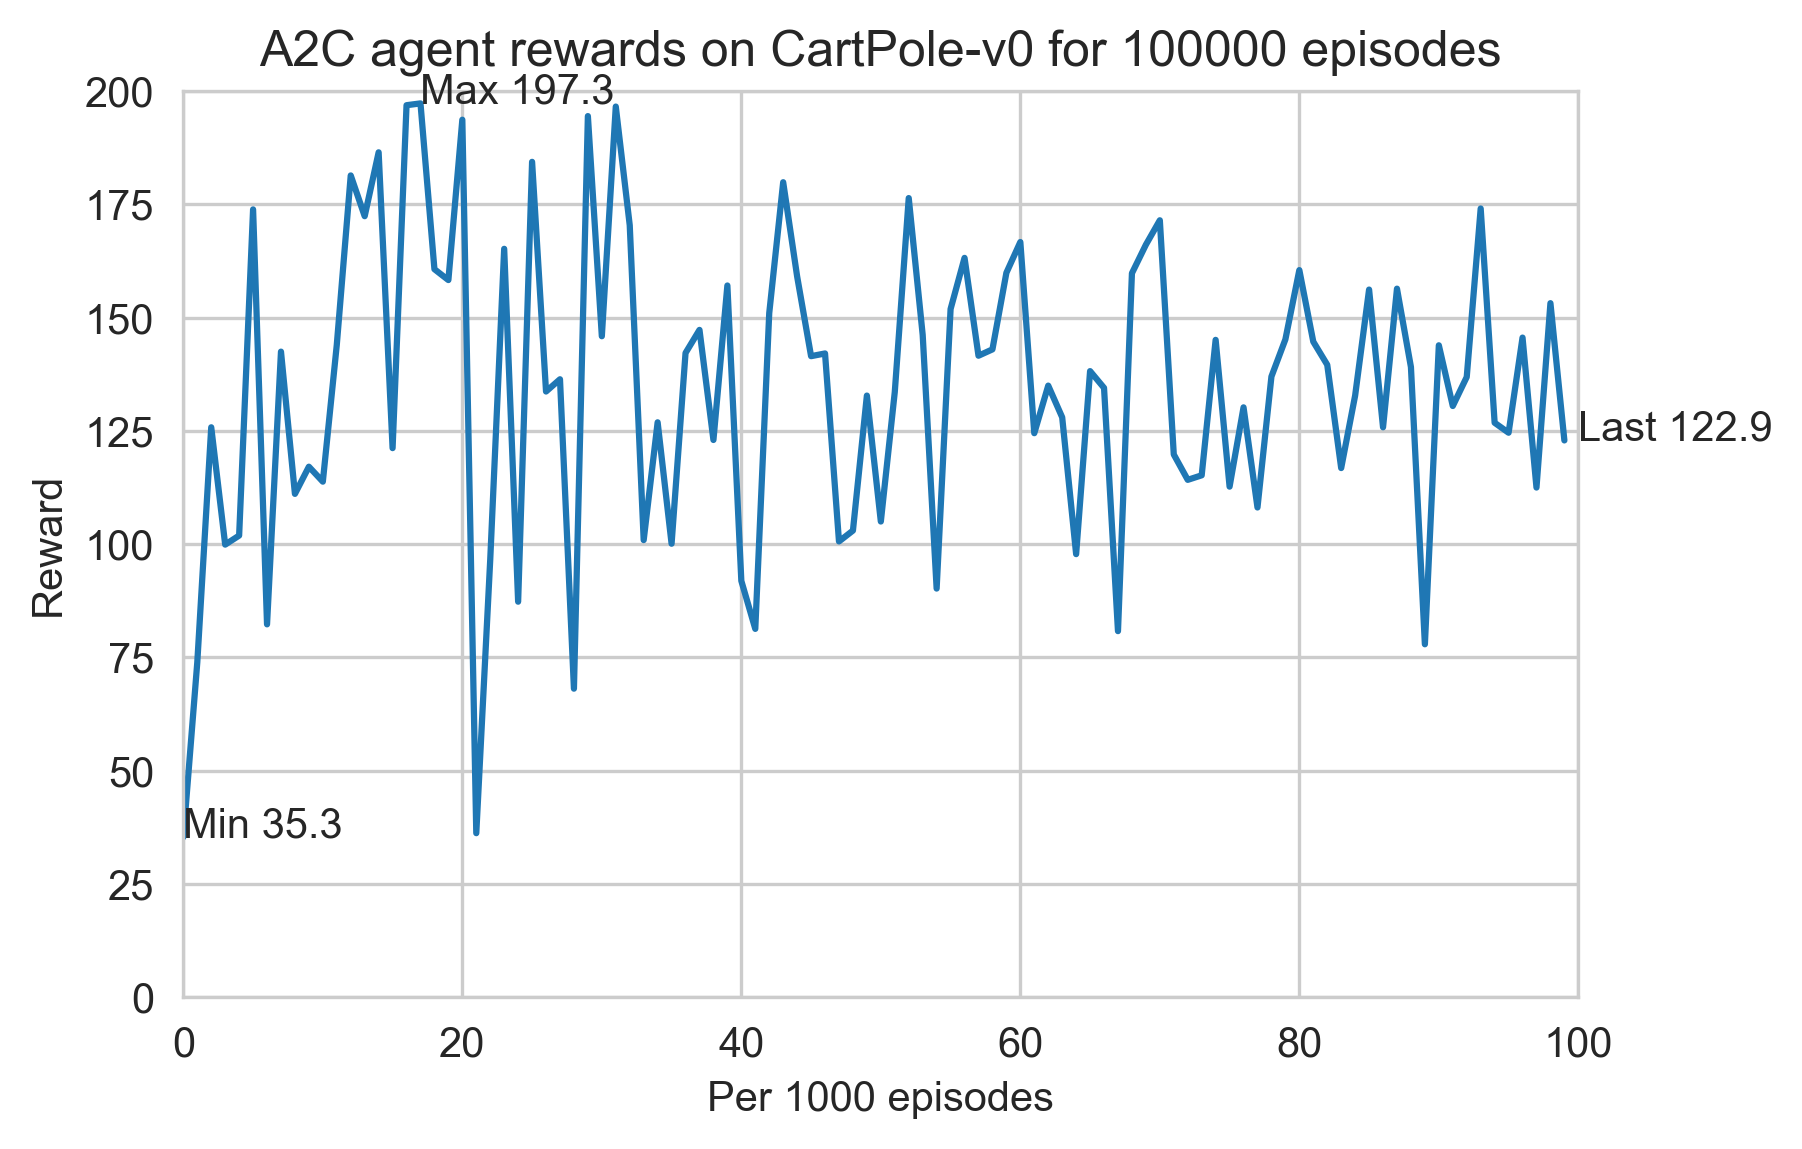 A2C agent rewards on CartPole-v0 for 100000 episodes
Max 197.3
200
175
150
125
100
75
50
25
0
Reward
Last 122.9
Min 35.3
0 20 40 60 80 100
Per 1000 episodes